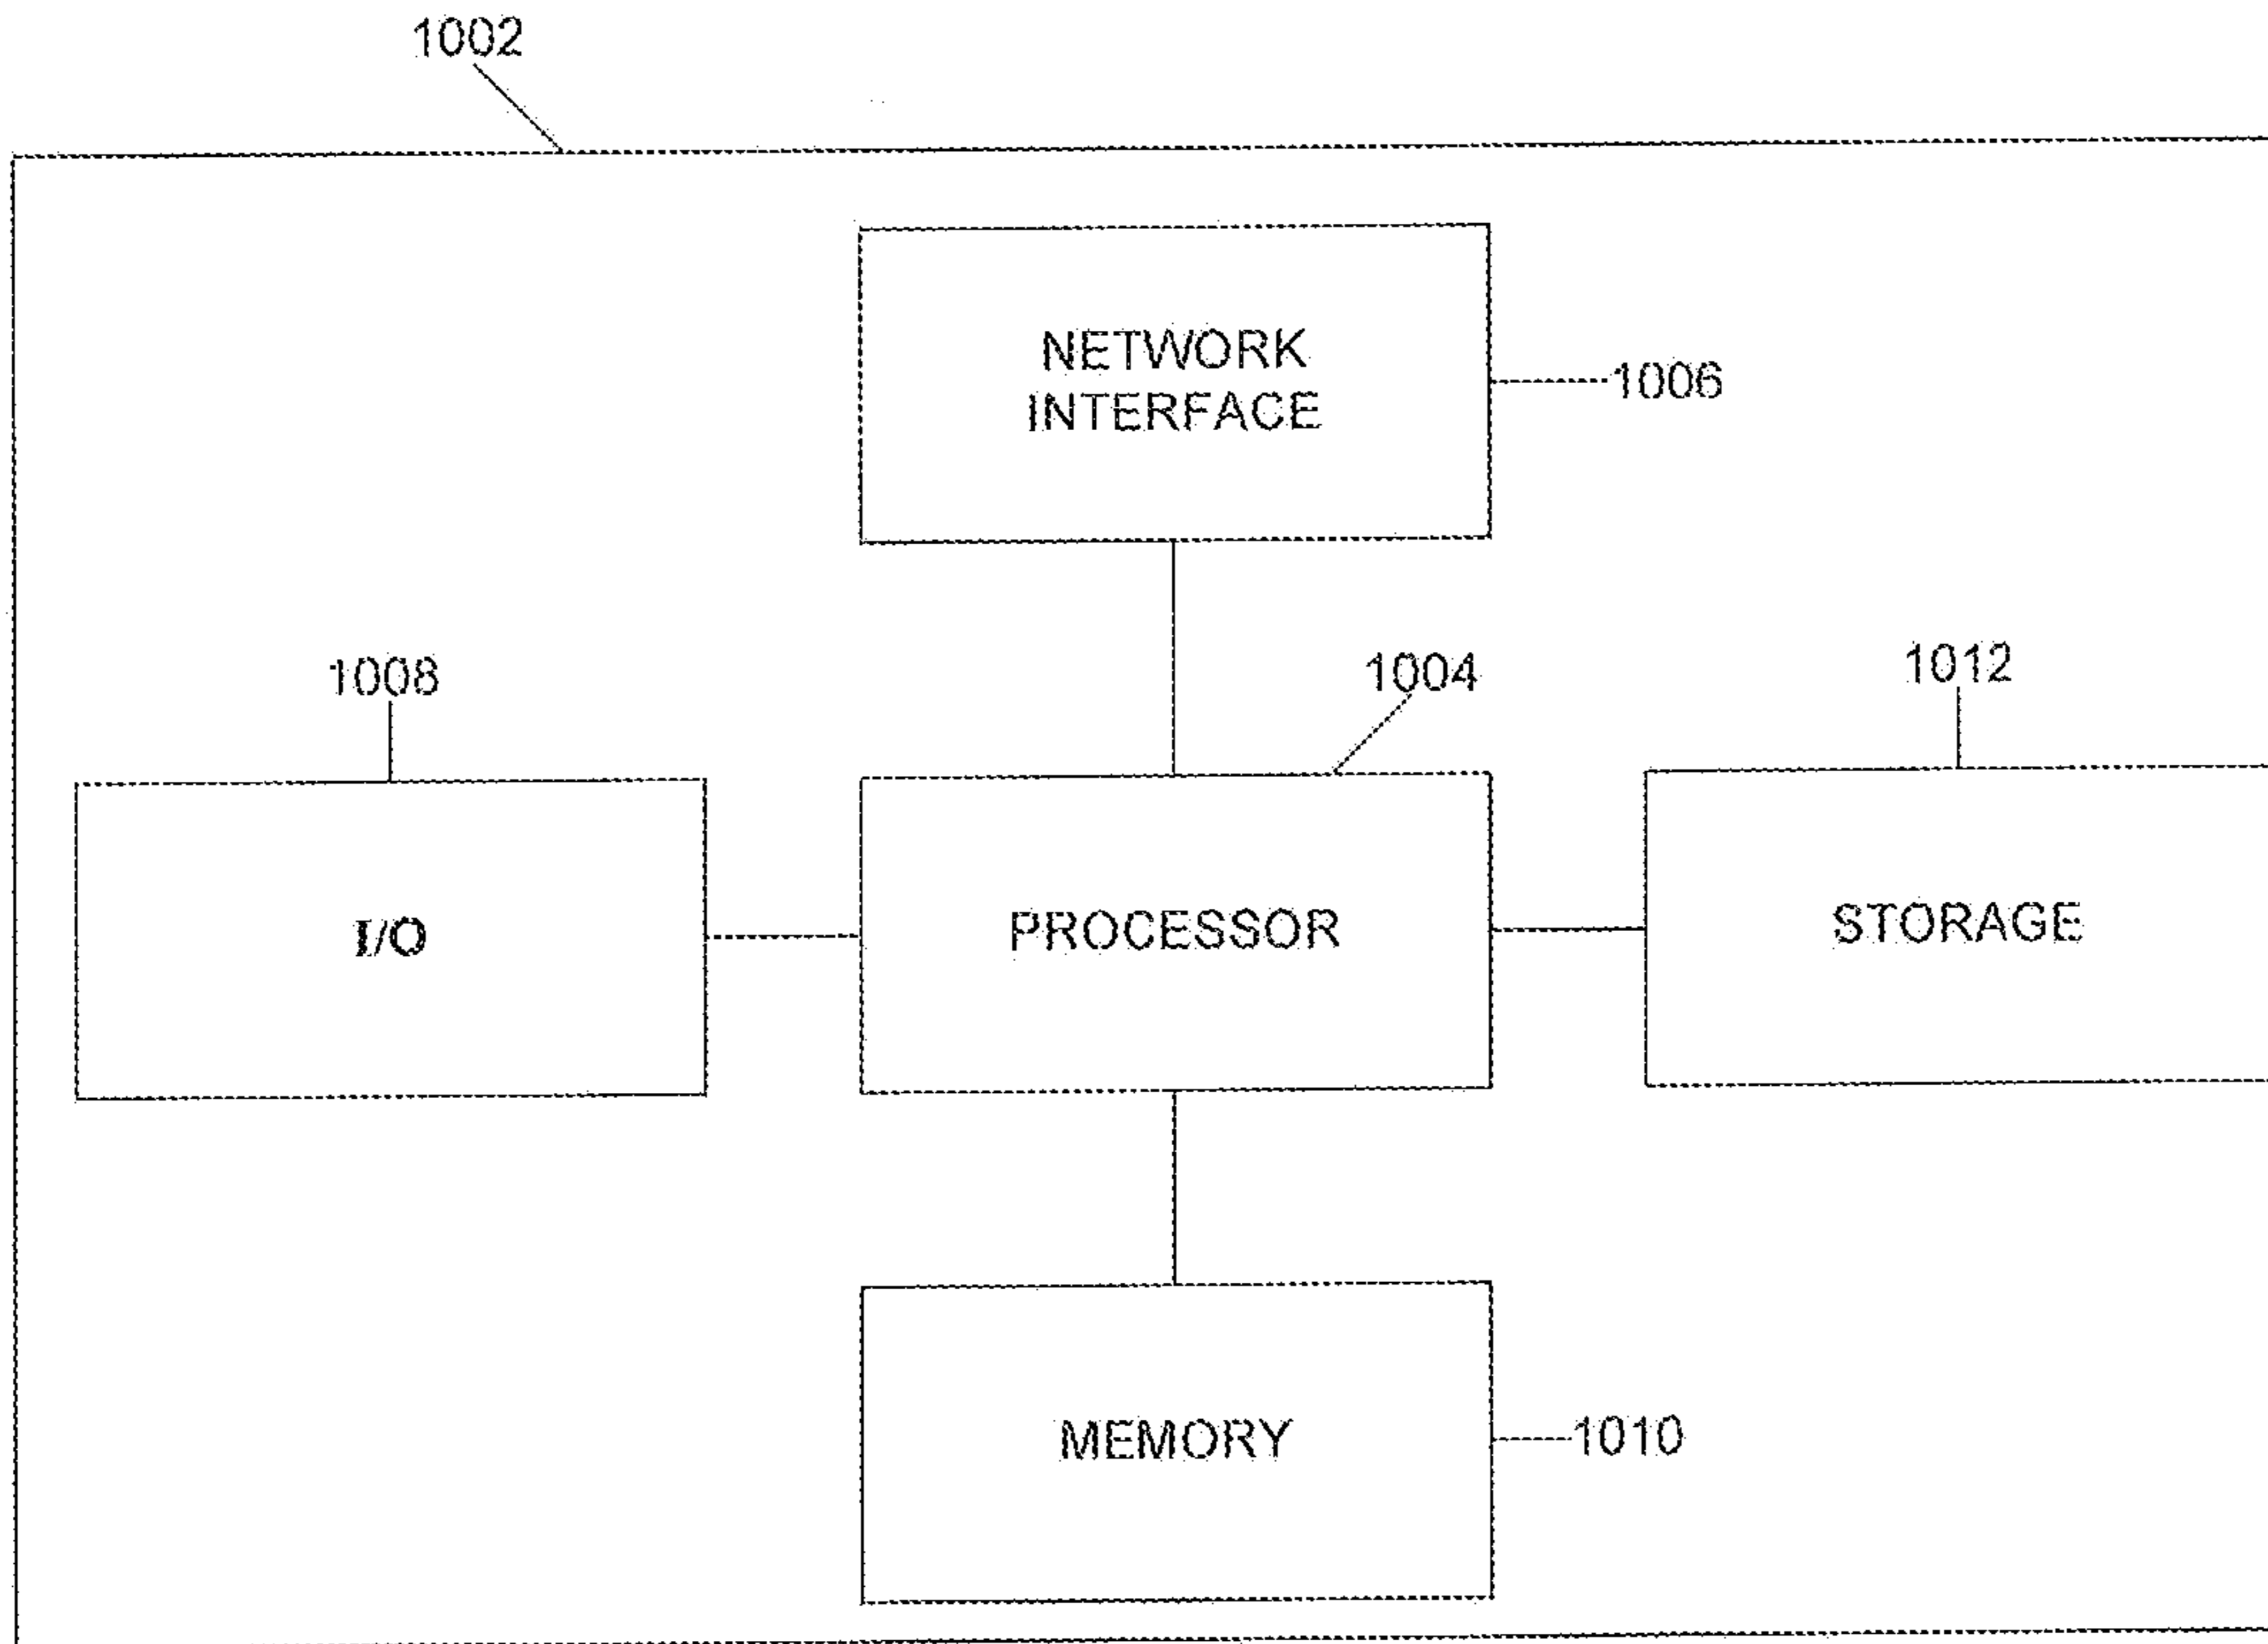 1002
NETWORK
INTERFACE
1006
1008
1004
1012
I/O
PROCESSOR
STORAGE
MEMORY
1010